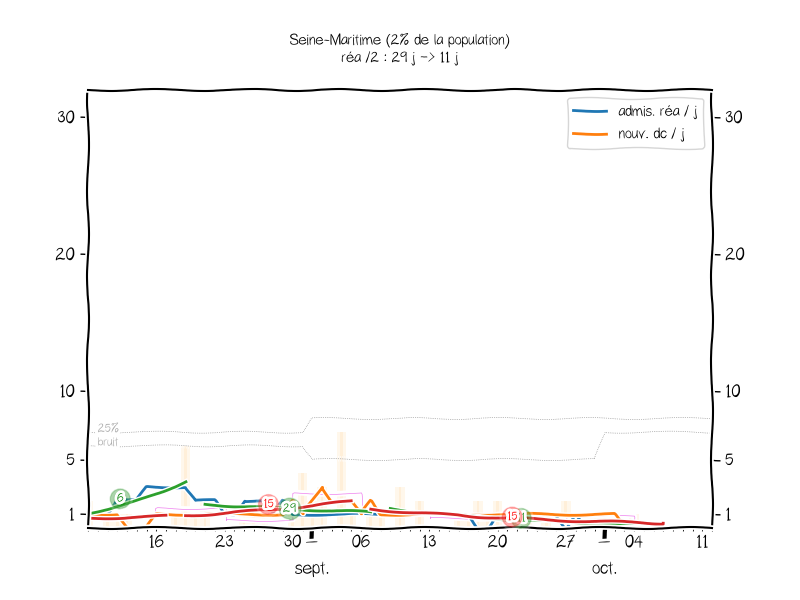 Seine-Maritime (2% de la population)
réa /2 : 29 j -> 11 j
admis. réa / j
nouv. dc / j
30 30
20 20
10 10
25%
bruit
5 5
6 15 29 15
1 1
16 23 30 06 13 20 27 04 11
sept. oct.